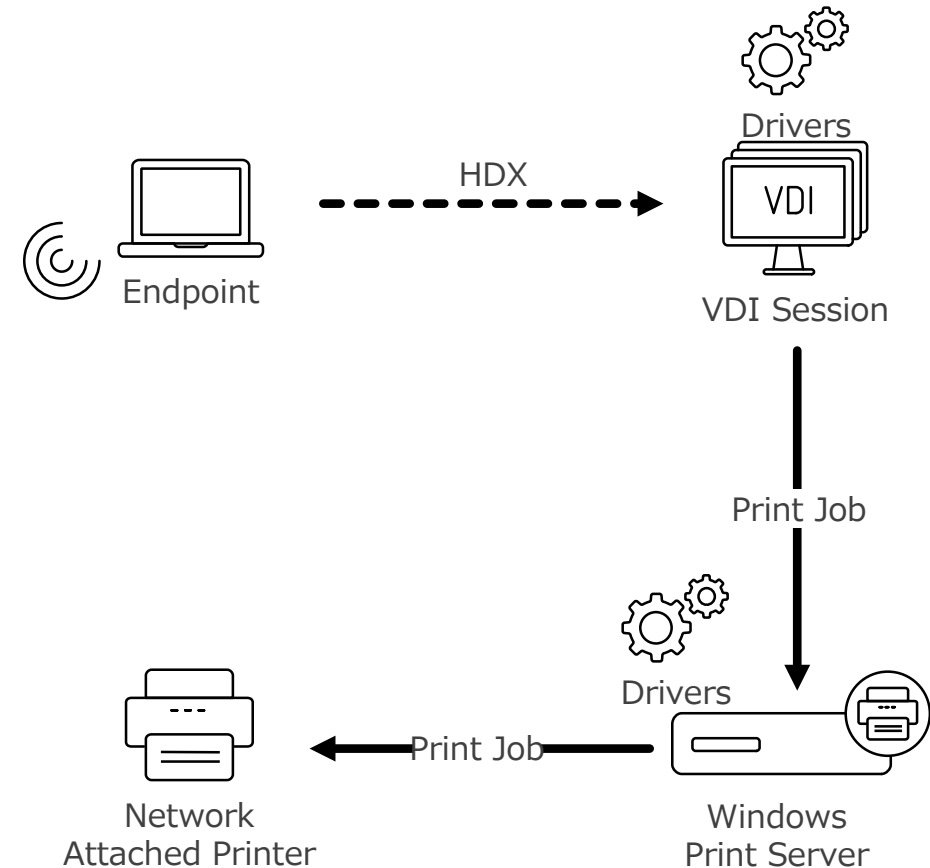 Drivers
HDX
VDI
Endpoint
VDI Session
Print Job
Drivers
Print Job
Network
Attached Printer
Windows
Print Server